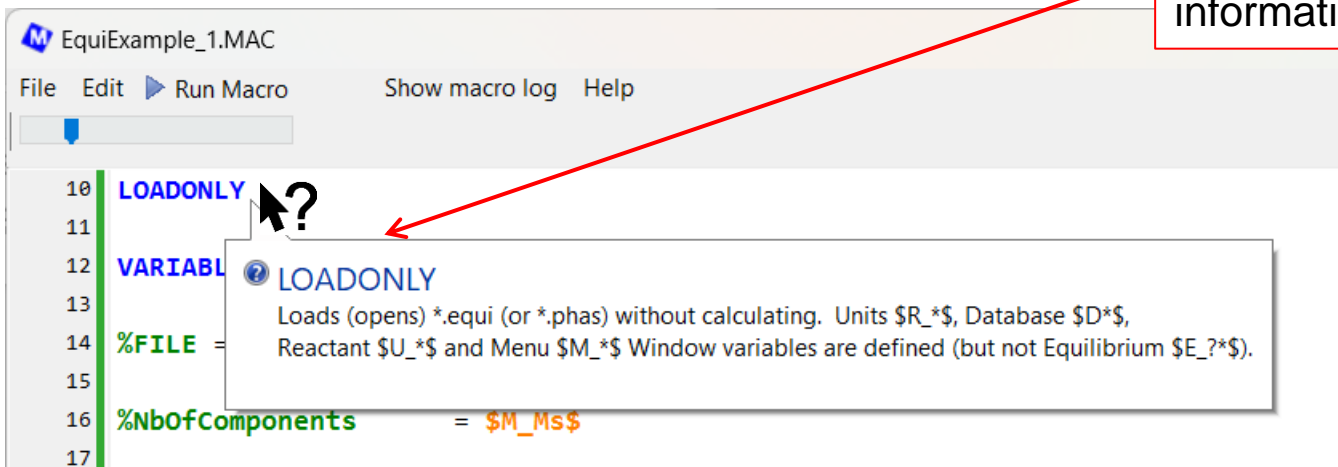 informati
EquiExample_1.MAC
File Edit Run Macro Show macro log Help
10 LOADONLY
11
12 VARIABL
LOADONLY
13
Loads (opens) *.equi (or *.phas) without calculating. Units $R_*$, Database $D*$,
14 %FILE =
Reactant $U_*$ and Menu $M_*$ Window variables are defined (but not Equilibrium $E_?*$).
15
16 %NbOfComponents = $M_Ms$
17